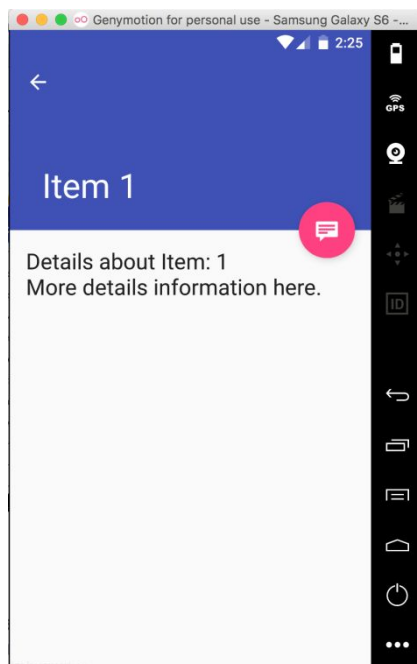 Genymotion for personal use - Samsung Galaxy S6 -...
2:25
GPS
Item 1
Details about Item: 1
More details information here.
ID